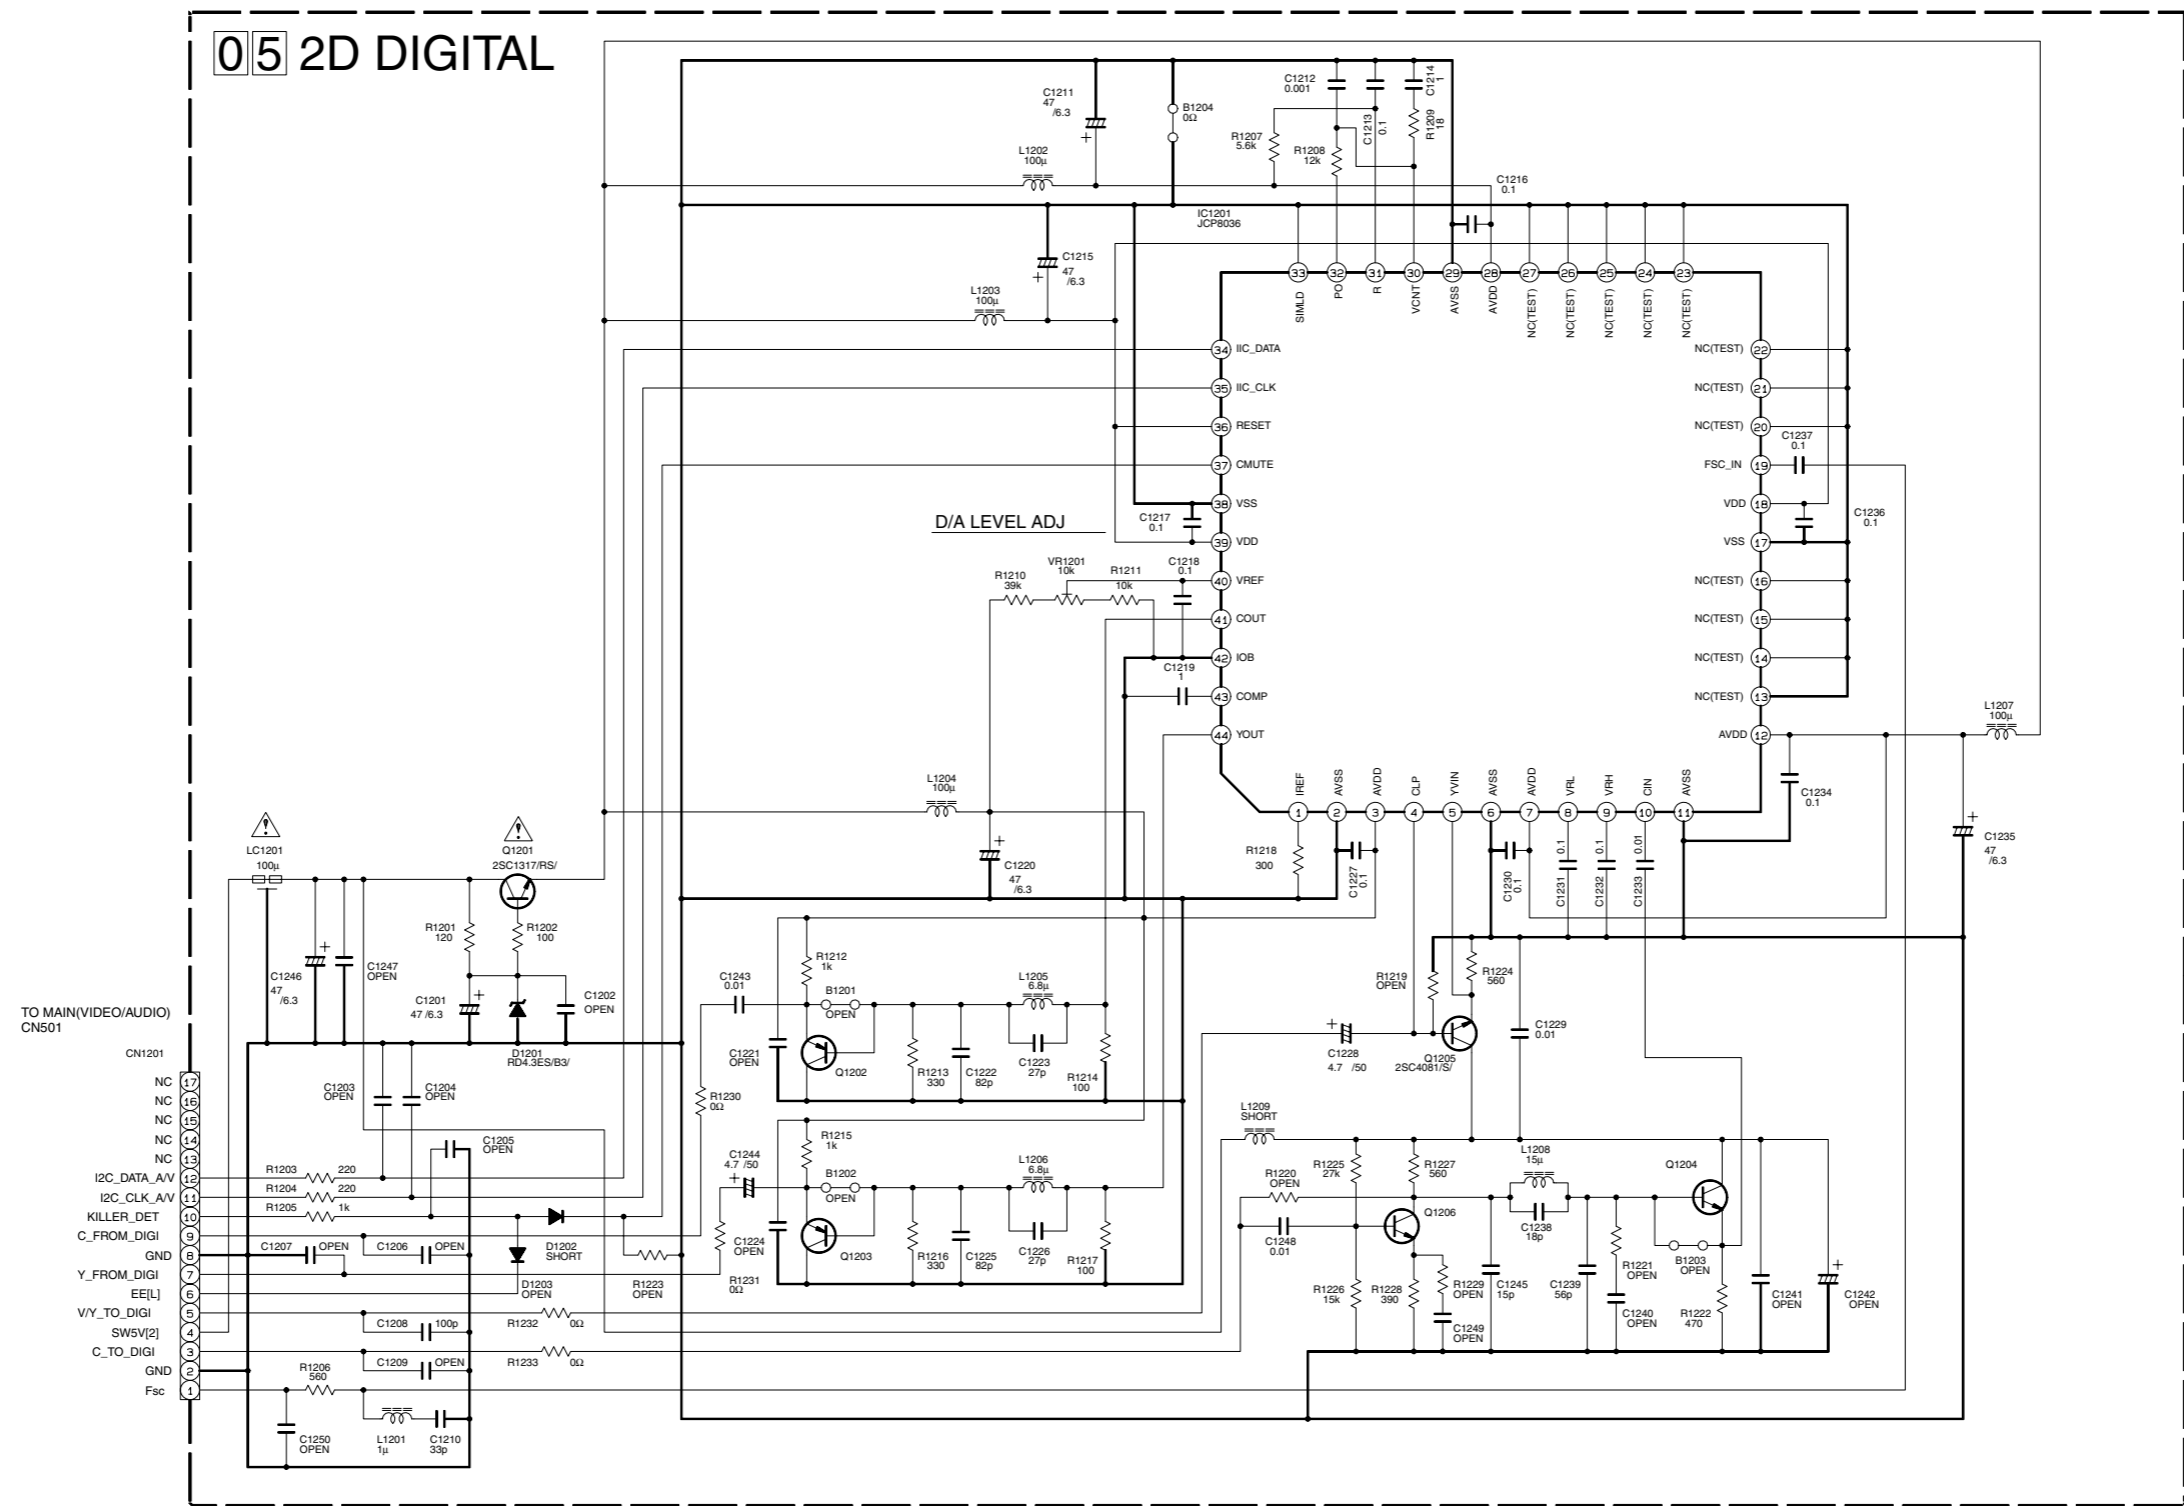 05 2D DIGITAL
C1211
47
/6.3
B1204
0Ω
C1212
0.001
C1213
0.1
C1214
1
R1209
18
R1207
5.6k
R1208
12k
L1202
100µ
C1216
0.1
IC1201
JCP8036
C1215
47
/6.3
L1203
100µ
33 SIMLD
32 PO
31 R
30 VCNT
29 AVSS
28 AVDD
27 NC(TEST)
26 NC(TEST)
25 NC(TEST)
24 NC(TEST)
23 NC(TEST)
34 IIC_DATA
35 IIC_CLK
36 RESET
37 CMUTE
38 VSS
39 VDD
40 VREF
41 COUT
42 IOB
43 COMP
44 YOUT
NC(TEST) 22
NC(TEST) 21
NC(TEST) 20
FSC_IN 19
VDD 18
VSS 17
NC(TEST) 16
NC(TEST) 15
NC(TEST) 14
NC(TEST) 13
AVDD 12
C1237
0.1
C1236
0.1
D/A LEVEL ADJ
C1217
0.1
R1210
39k
VR1201
10k
R1211
10k
C1218
0.1
C1219
1
L1207
100µ
1 IREF
2 AVSS
3 AVDD
4 CLP
5 YVIN
6 AVSS
7 AVDD
8 VRL
9 VRH
10 CIN
11 AVSS
C1234
0.1
C1235
47
/6.3
L1204
100µ
C1220
47
/6.3
R1218
300
C1227
0.1
C1230
0.1
C1231
0.1
C1232
0.1
C1233
0.01
LC1201
100µ
Q1201
2SC1317/RS/
R1201
120
R1202
100
C1246
47
/6.3
C1247
OPEN
C1201
47 /6.3
C1202
OPEN
D1201
RD4.3ES/B3/
TO MAIN(VIDEO/AUDIO)
CN501
CN1201
NC 17
NC 16
NC 15
NC 14
NC 13
I2C_DATA_A/V 12
I2C_CLK_A/V 11
KILLER_DET 10
C_FROM_DIGI 9
GND 8
Y_FROM_DIGI 7
EE[L] 6
V/Y_TO_DIGI 5
SW5V[2] 4
C_TO_DIGI 3
GND 2
Fsc 1
C1203
OPEN
C1204
OPEN
C1205
OPEN
R1203 220
R1204 220
R1205 1k
C1207 OPEN
C1206 OPEN
D1202
SHORT
D1203
OPEN
R1223
OPEN
C1208 100p
R1232 0Ω
C1209 OPEN
R1233 0Ω
R1206
560
C1250
OPEN
L1201
1µ
C1210
33p
C1243
0.01
R1212
1k
B1201
OPEN
L1205
6.8µ
C1221
OPEN
Q1202
R1213
330
C1222
82p
C1223
27p
R1214
100
R1230
0Ω
C1244
4.7 /50
R1215
1k
B1202
OPEN
L1206
6.8µ
C1224
OPEN
Q1203
R1216
330
C1225
82p
C1226
27p
R1217
100
R1231
0Ω
R1219
OPEN
R1224
560
C1228
4.7 /50
Q1205
2SC4081/S/
C1229
0.01
L1209
SHORT
R1220
OPEN
R1225
27k
R1227
560
L1208
15µ
Q1204
C1248
0.01
Q1206
C1238
18p
R1226
15k
R1228
390
R1229
OPEN
C1249
OPEN
C1245
15p
C1239
56p
R1221
OPEN
C1240
OPEN
B1203
OPEN
R1222
470
C1241
OPEN
C1242
OPEN